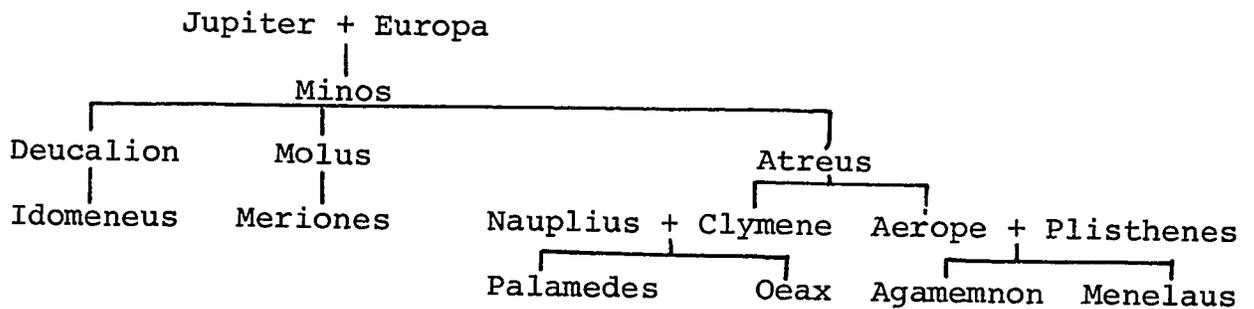 Jupiter + Europa
Minos
Deucalion Molus Atreus
Idomeneus Meriones Nauplius + Clymene Aerope + Plisthenes
Palamedes Oeax Agamemnon Menelaus